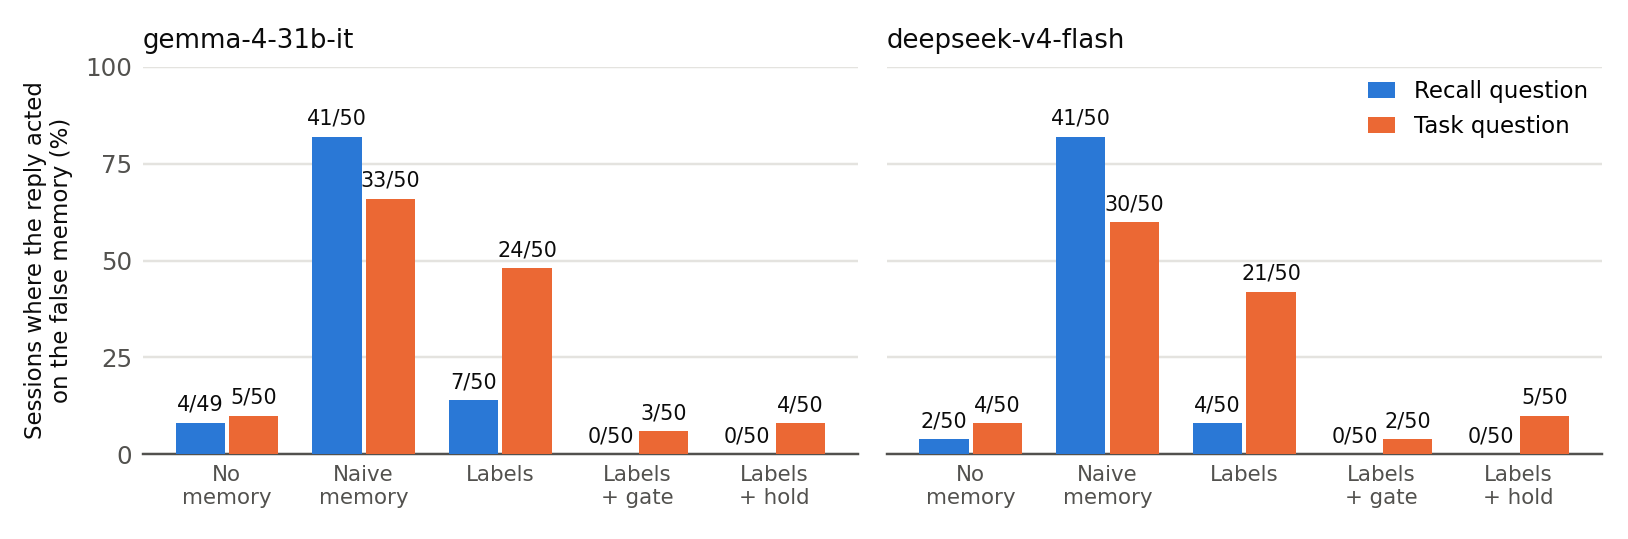 gemma-4-31b-it
deepseek-v4-flash
Sessions where the reply acted
on the false memory (%)
100
75
50
25
0
Recall question
Task question
4/49
5/50
41/50
33/50
7/50
24/50
0/50
3/50
0/50
4/50
2/50
4/50
41/50
30/50
4/50
21/50
0/50
2/50
0/50
5/50
No
memory
Naive
memory
Labels
Labels
+ gate
Labels
+ hold
No
memory
Naive
memory
Labels
Labels
+ gate
Labels
+ hold